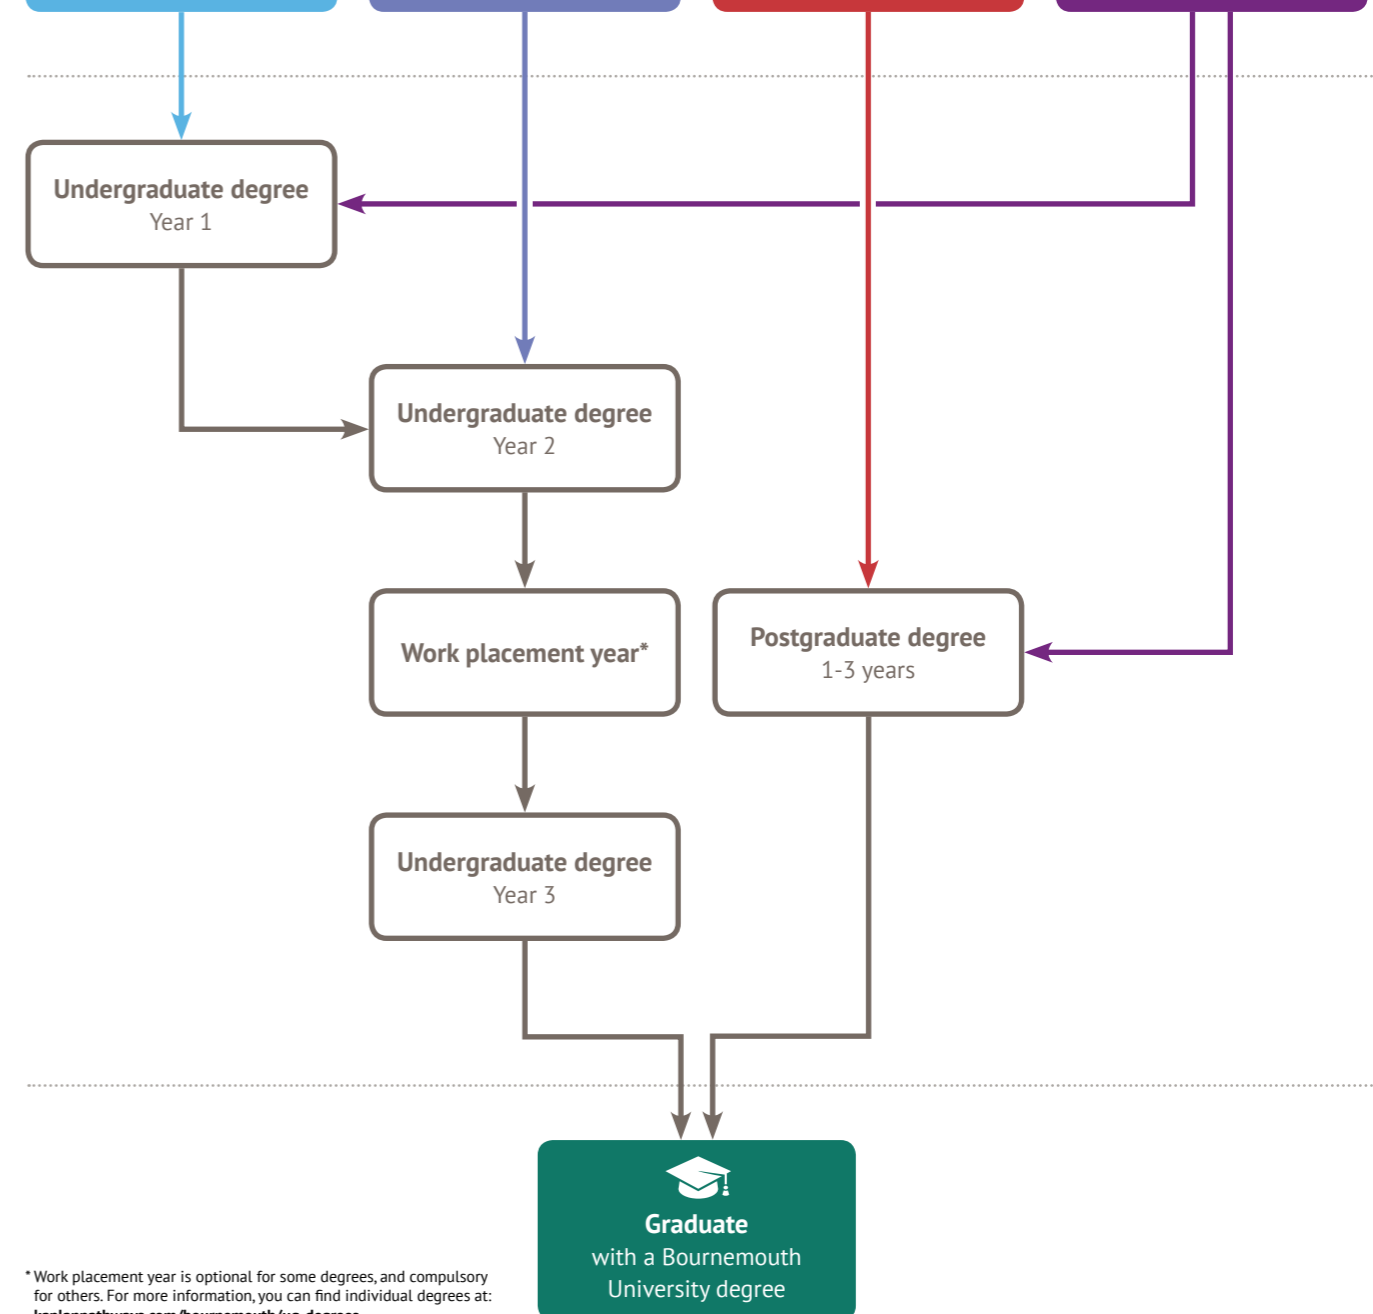 Undergraduate degree
Year 1
Undergraduate degree
Year 2
Work placement year*
Postgraduate degree
1-3 years
Undergraduate degree
Year 3
Graduate
with a Bournemouth
University degree
* Work placement year is optional for some degrees, and compulsory
for others. For more information, you can find individual degrees at: